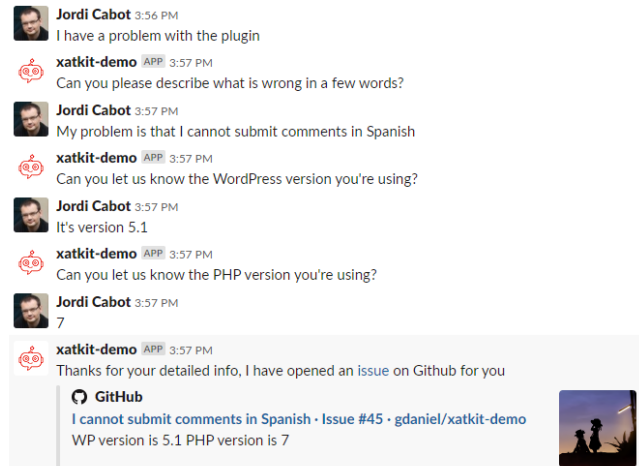 Jordi Cabot 3:56 PM
I have a problem with the plugin
xatkit-demo APP 3:57 PM
Can you please describe what is wrong in a few words?
Jordi Cabot 3:57 PM
My problem is that I cannot submit comments in Spanish
xatkit-demo APP 3:57 PM
Can you let us know the WordPress version you're using?
Jordi Cabot 3:57 PM
It's version 5.1
xatkit-demo APP 3:57 PM
Can you let us know the PHP version you're using?
Jordi Cabot 3:57 PM
7
xatkit-demo APP 3:57 PM
Thanks for your detailed info, I have opened an issue on Github for you
GitHub
I cannot submit comments in Spanish · Issue #45 · gdaniel/xatkit-demo
WP version is 5.1 PHP version is 7